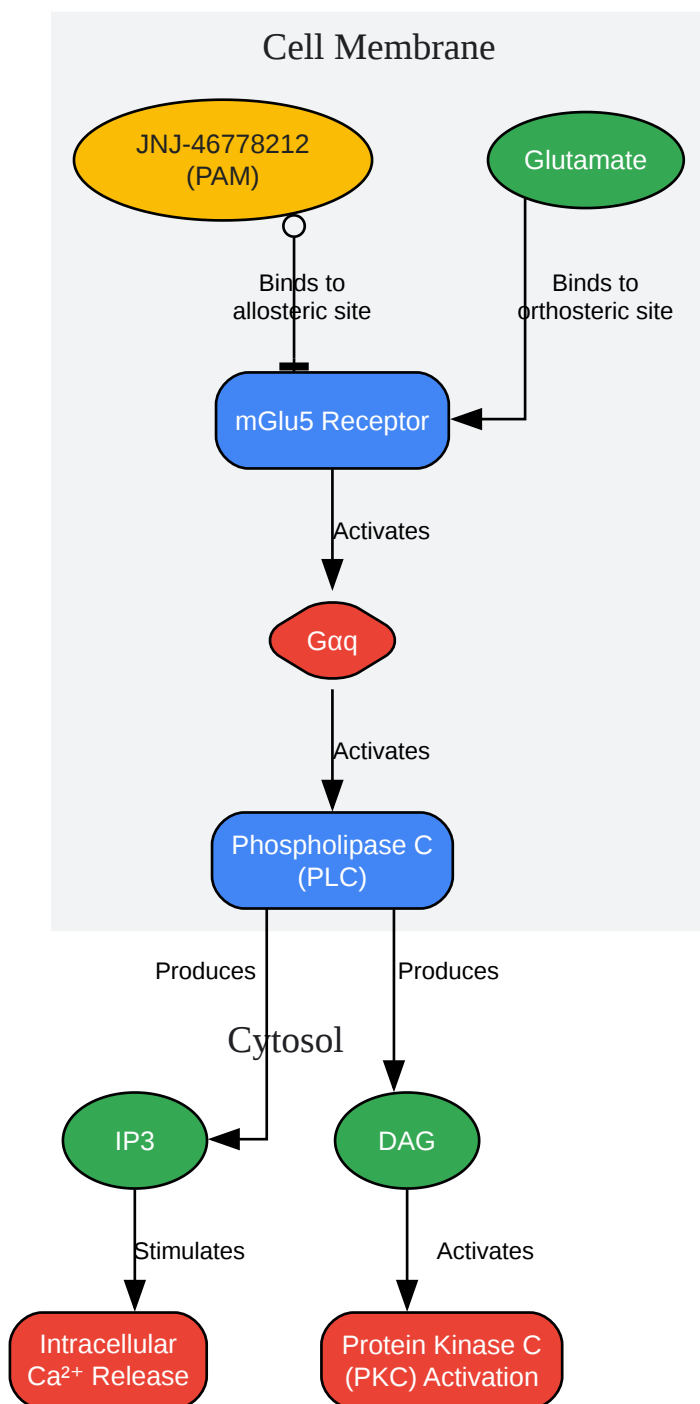 Cell Membrane
JNJ-46778212
(PAM)
Glutamate
Binds to
allosteric site
Binds to
orthosteric site
mGlu5 Receptor
Activates
Gαq
Activates
Phospholipase C
(PLC)
Produces
Produces
Cytosol
IP3
DAG
Stimulates
Activates
Intracellular
Ca²⁺ Release
Protein Kinase C
(PKC) Activation